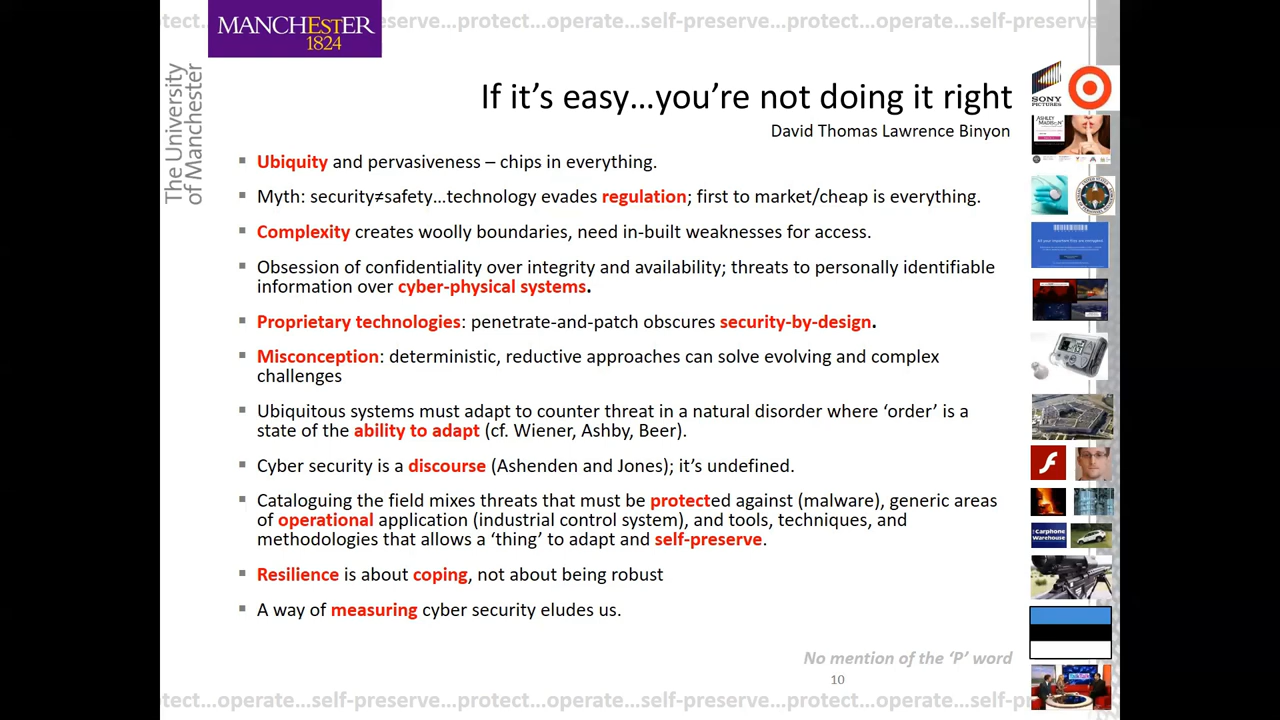 tect...operate...self-preserve...protect...operate...self-preserve...protect...operate...self-preserve
MANCHESTER
1824
The University
of Manchester
If it's easy...you're not doing it right
David Thomas Lawrence Binyon
SONY
PICTURES
ASHLEY
MADISON
▪ Ubiquity and pervasiveness – chips in everything.
▪ Myth: security≠safety...technology evades regulation; first to market/cheap is everything.
▪ Complexity creates woolly boundaries, need in-built weaknesses for access.
▪ Obsession of confidentiality over integrity and availability; threats to personally identifiable
information over cyber-physical systems.
▪ Proprietary technologies: penetrate-and-patch obscures security-by-design.
▪ Misconception: deterministic, reductive approaches can solve evolving and complex
challenges
▪ Ubiquitous systems must adapt to counter threat in a natural disorder where 'order' is a
state of the ability to adapt (cf. Wiener, Ashby, Beer).
▪ Cyber security is a discourse (Ashenden and Jones); it's undefined.
▪ Cataloguing the field mixes threats that must be protected against (malware), generic areas
of operational application (industrial control system), and tools, techniques, and
methodologies that allows a 'thing' to adapt and self-preserve.
Carphone
Warehouse
▪ Resilience is about coping, not about being robust
▪ A way of measuring cyber security eludes us.
No mention of the 'P' word
10
tect...operate...self-preserve...protect...operate...self-preserve...protect...operate...self-pres